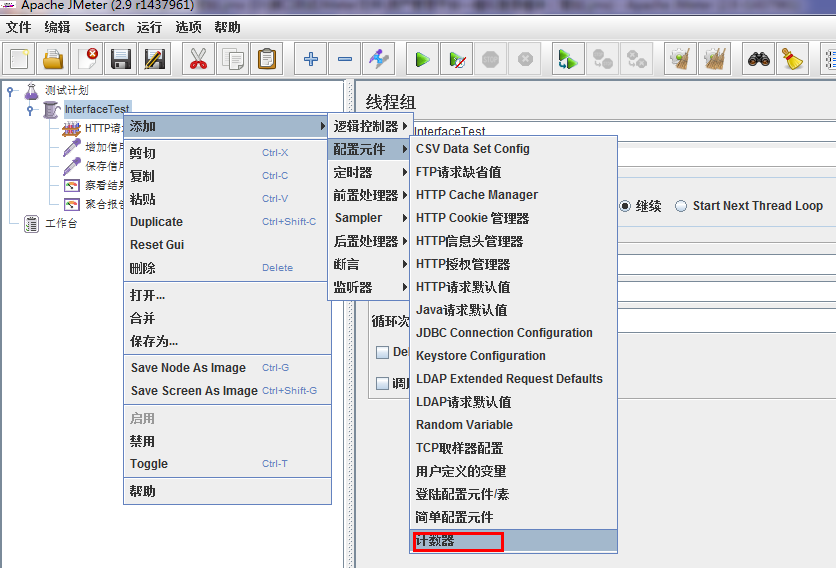 Apache JMeter (2.9 r1437961)
文件 编辑 Search 运行 选项 帮助
测试计划
InterfaceTest
HTTP请
增加信用
保存信用
察看结果
聚合报告
工作台
添加
剪切 Ctrl-X
复制 Ctrl-C
粘贴 Ctrl-V
Duplicate Ctrl+Shift-C
Reset Gui
删除 Delete
打开...
合并
保存为...
Save Node As Image Ctrl-G
Save Screen As Image Ctrl+Shift-G
启用
禁用
Toggle Ctrl-T
帮助
逻辑控制器
配置元件
定时器
前置处理器
Sampler
后置处理器
断言
监听器
CSV Data Set Config
FTP请求缺省值
HTTP Cache Manager
HTTP Cookie 管理器
HTTP信息头管理器
HTTP授权管理器
HTTP请求默认值
Java请求默认值
JDBC Connection Configuration
Keystore Configuration
LDAP Extended Request Defaults
LDAP请求默认值
Random Variable
TCP取样器配置
用户定义的变量
登陆配置元件/素
简单配置元件
计数器
线程组
InterfaceTest
继续 Start Next Thread Loop
循环次
Del
调度